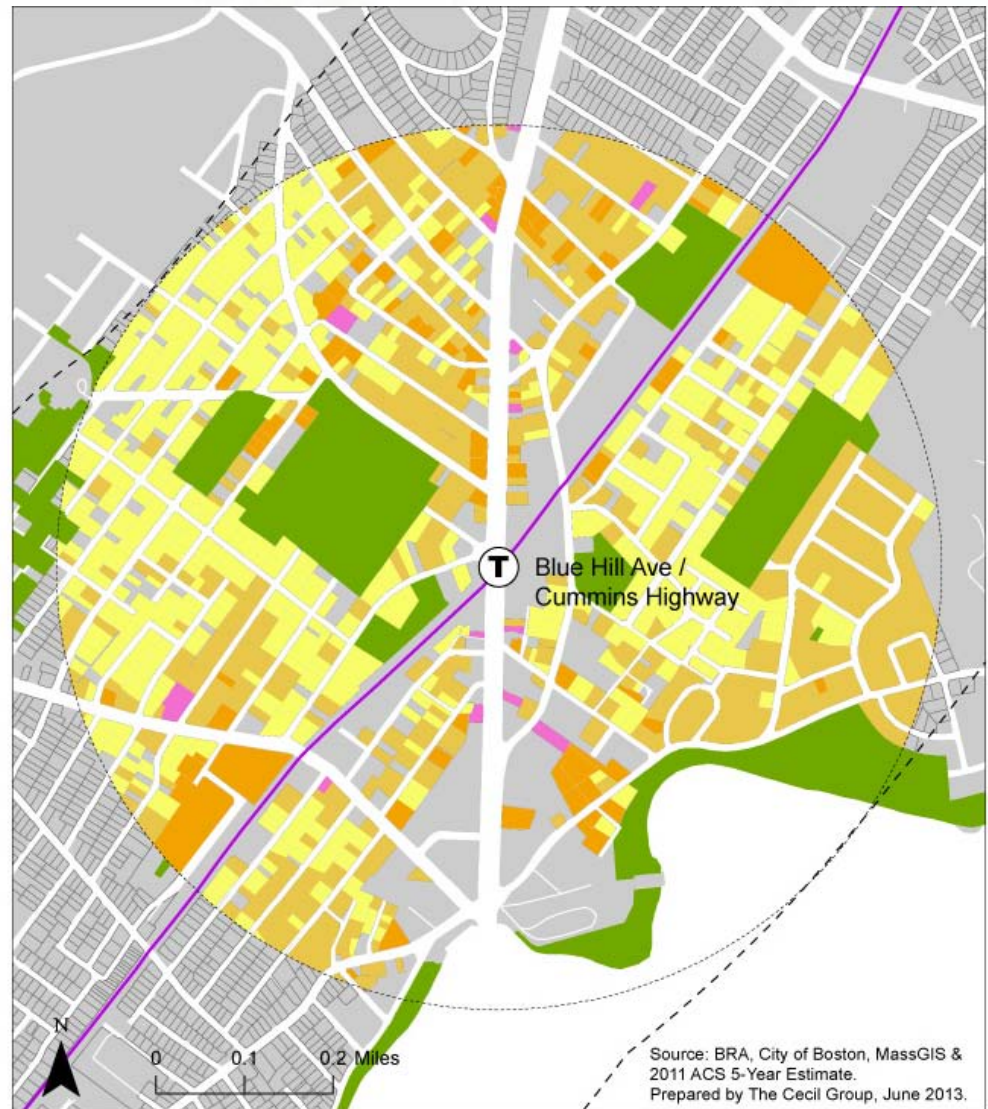 T
Blue Hill Ave /
Cummins Highway
N
0 0.1 0.2 Miles
Source: BRA, City of Boston, MassGIS &
2011 ACS 5-Year Estimate.
Prepared by The Cecil Group, June 2013.